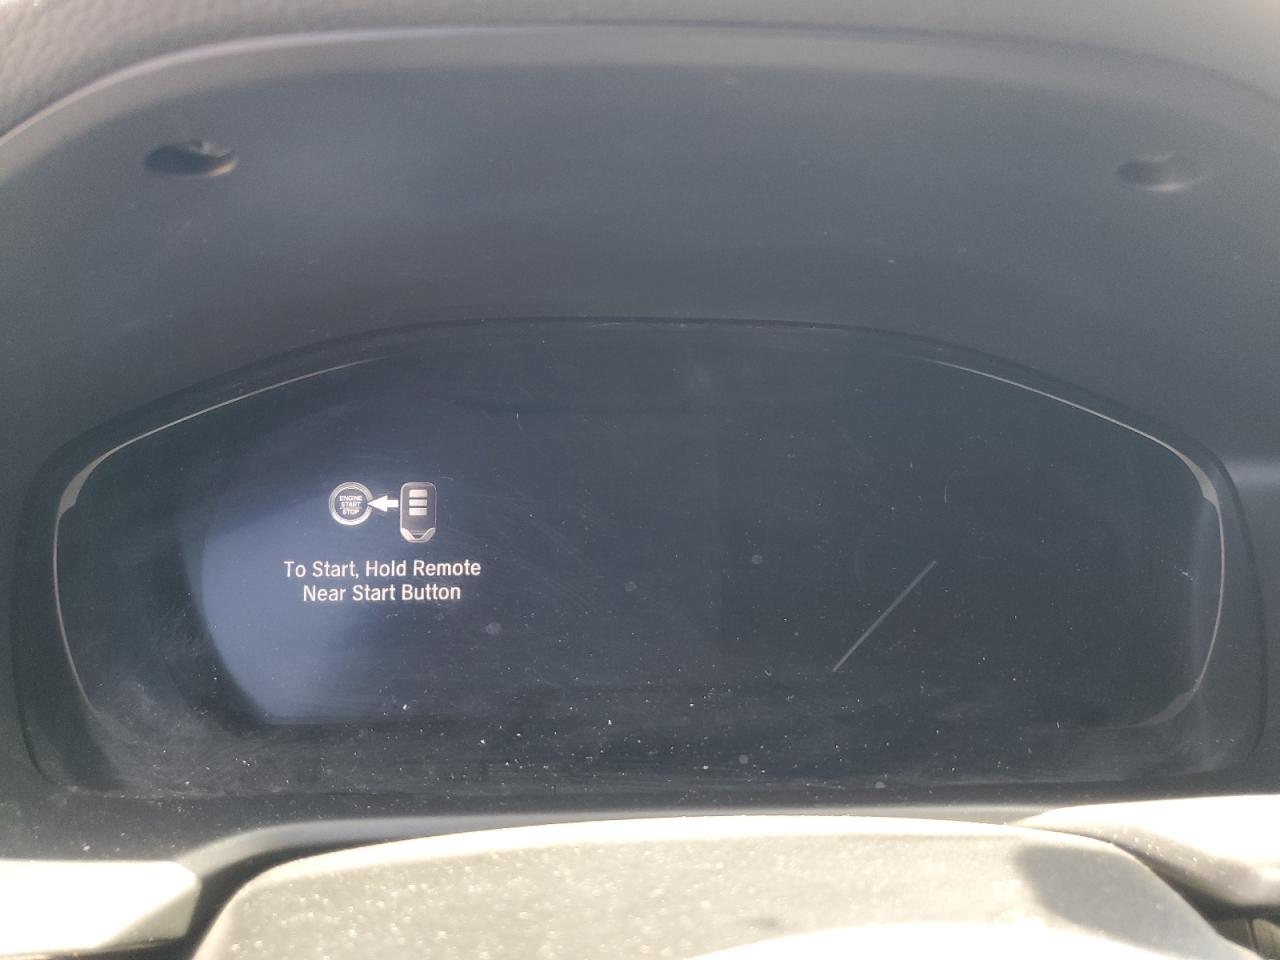 ENGINE
START
STOP
To Start, Hold Remote
Near Start Button